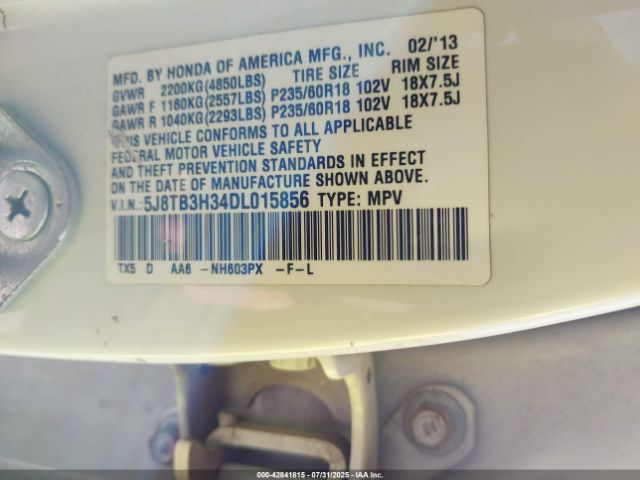 MFD. BY HONDA OF AMERICA MFG., INC. 02/'13
GVWR 2200KG(4850LBS) TIRE SIZE RIM SIZE
GAWR F 1160KG(2557LBS) P235/60R18 102V 18X7.5J
GAWR R 1040KG(2293LBS) P235/60R18 102V 18X7.5J
THIS VEHICLE CONFORMS TO ALL APPLICABLE
FEDERAL MOTOR VEHICLE SAFETY
AND THEFT PREVENTION STANDARDS IN EFFECT
ON THE DATE OF MANUFACTURE SHOWN ABOVE.
V.I.N.: 5J8TB3H34DL015856 TYPE: MPV
TX5 D AA6 -NH603PX -F-L
000-42841815 - 07/31/2025 - IAA Inc.